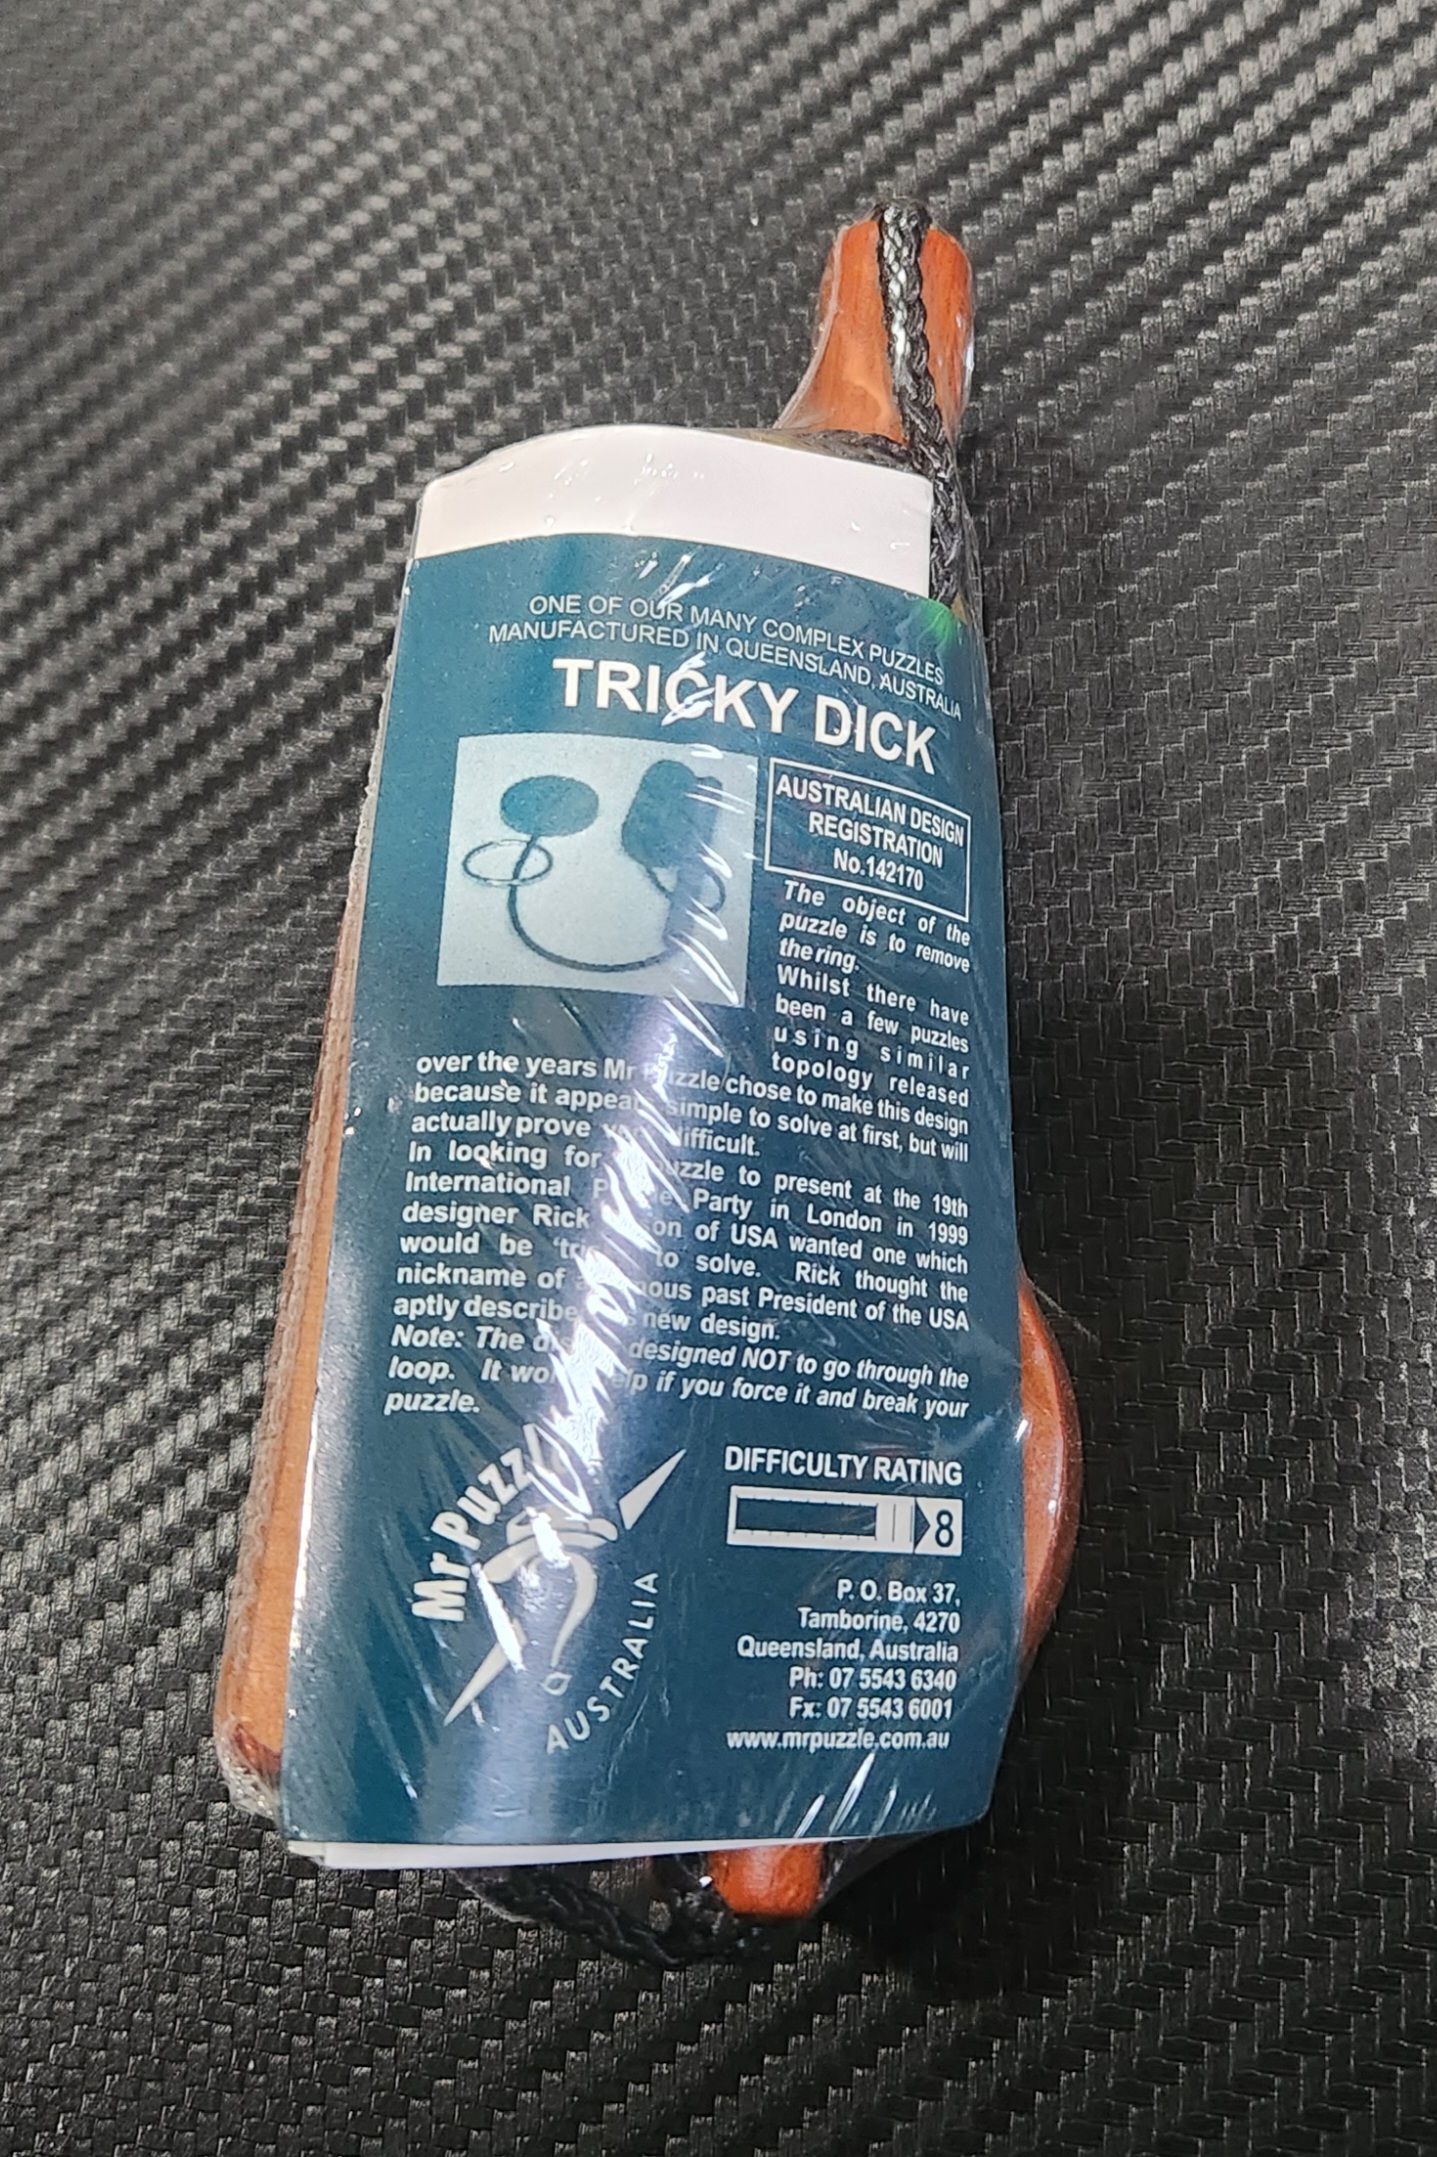 ONE OF OUR MANY COMPLEX PUZZLES
MANUFACTURED IN QUEENSLAND, AUSTRALIA
TRICKY DICK
AUSTRALIAN DESIGN
REGISTRATION
No.142170
The object of the
puzzle is to remove
the ring.
Whilst there have
been a few puzzles
using similar
topology released
over the years Mr Puzzle chose to make this design
because it appears simple to solve at first, but will
actually prove very difficult.
In looking for puzzle to present at the 19th
International Puzzle Party in London in 1999
designer Rick of USA wanted one which
would be to solve. Rick thought the
nickname of past President of the USA
aptly describe new design.
Note: The designed NOT to go through the
loop. It won't help if you force it and break your
puzzle.
Mr Puzzle
AUSTRALIA
DIFFICULTY RATING
8
P. O. Box 37,
Tamborine, 4270
Queensland, Australia
Ph: 07 5543 6340
Fx: 07 5543 6001
www.mrpuzzle.com.au